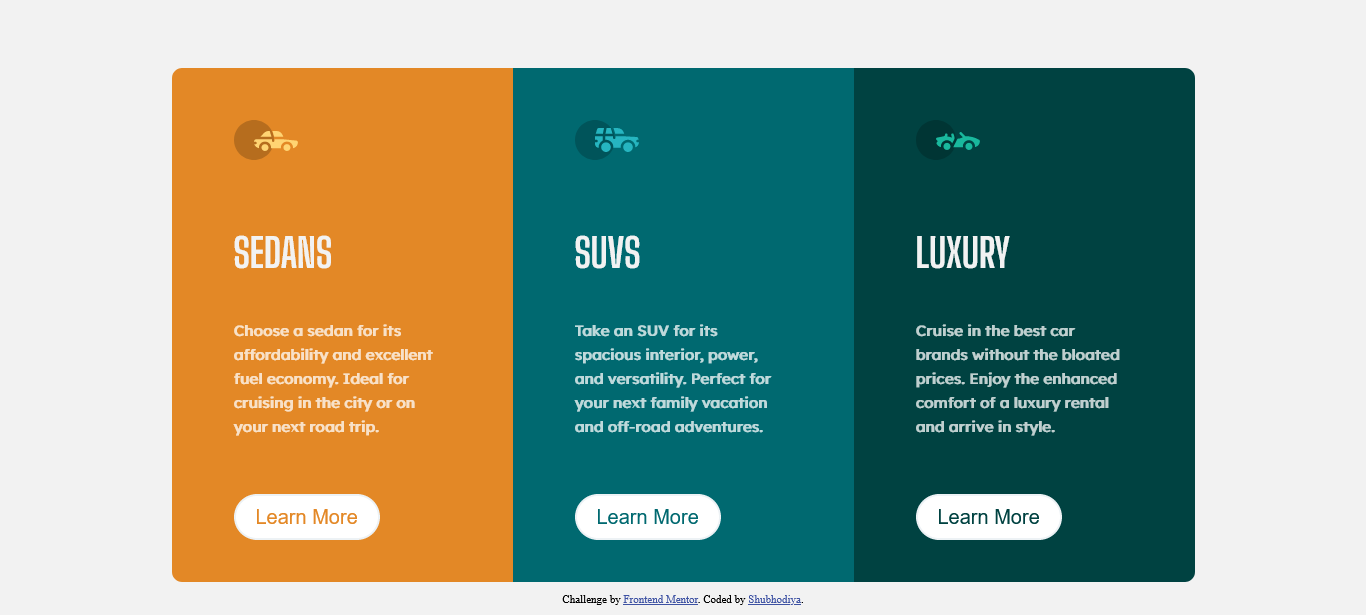 SEDANS
Choose a sedan for its
affordability and excellent
fuel economy. Ideal for
cruising in the city or on
your next road trip.
Learn More
SUVS
Take an SUV for its
spacious interior, power,
and versatility. Perfect for
your next family vacation
and off-road adventures.
Learn More
LUXURY
Cruise in the best car
brands without the bloated
prices. Enjoy the enhanced
comfort of a luxury rental
and arrive in style.
Learn More
Challenge by Frontend Mentor. Coded by Shubhodiya.